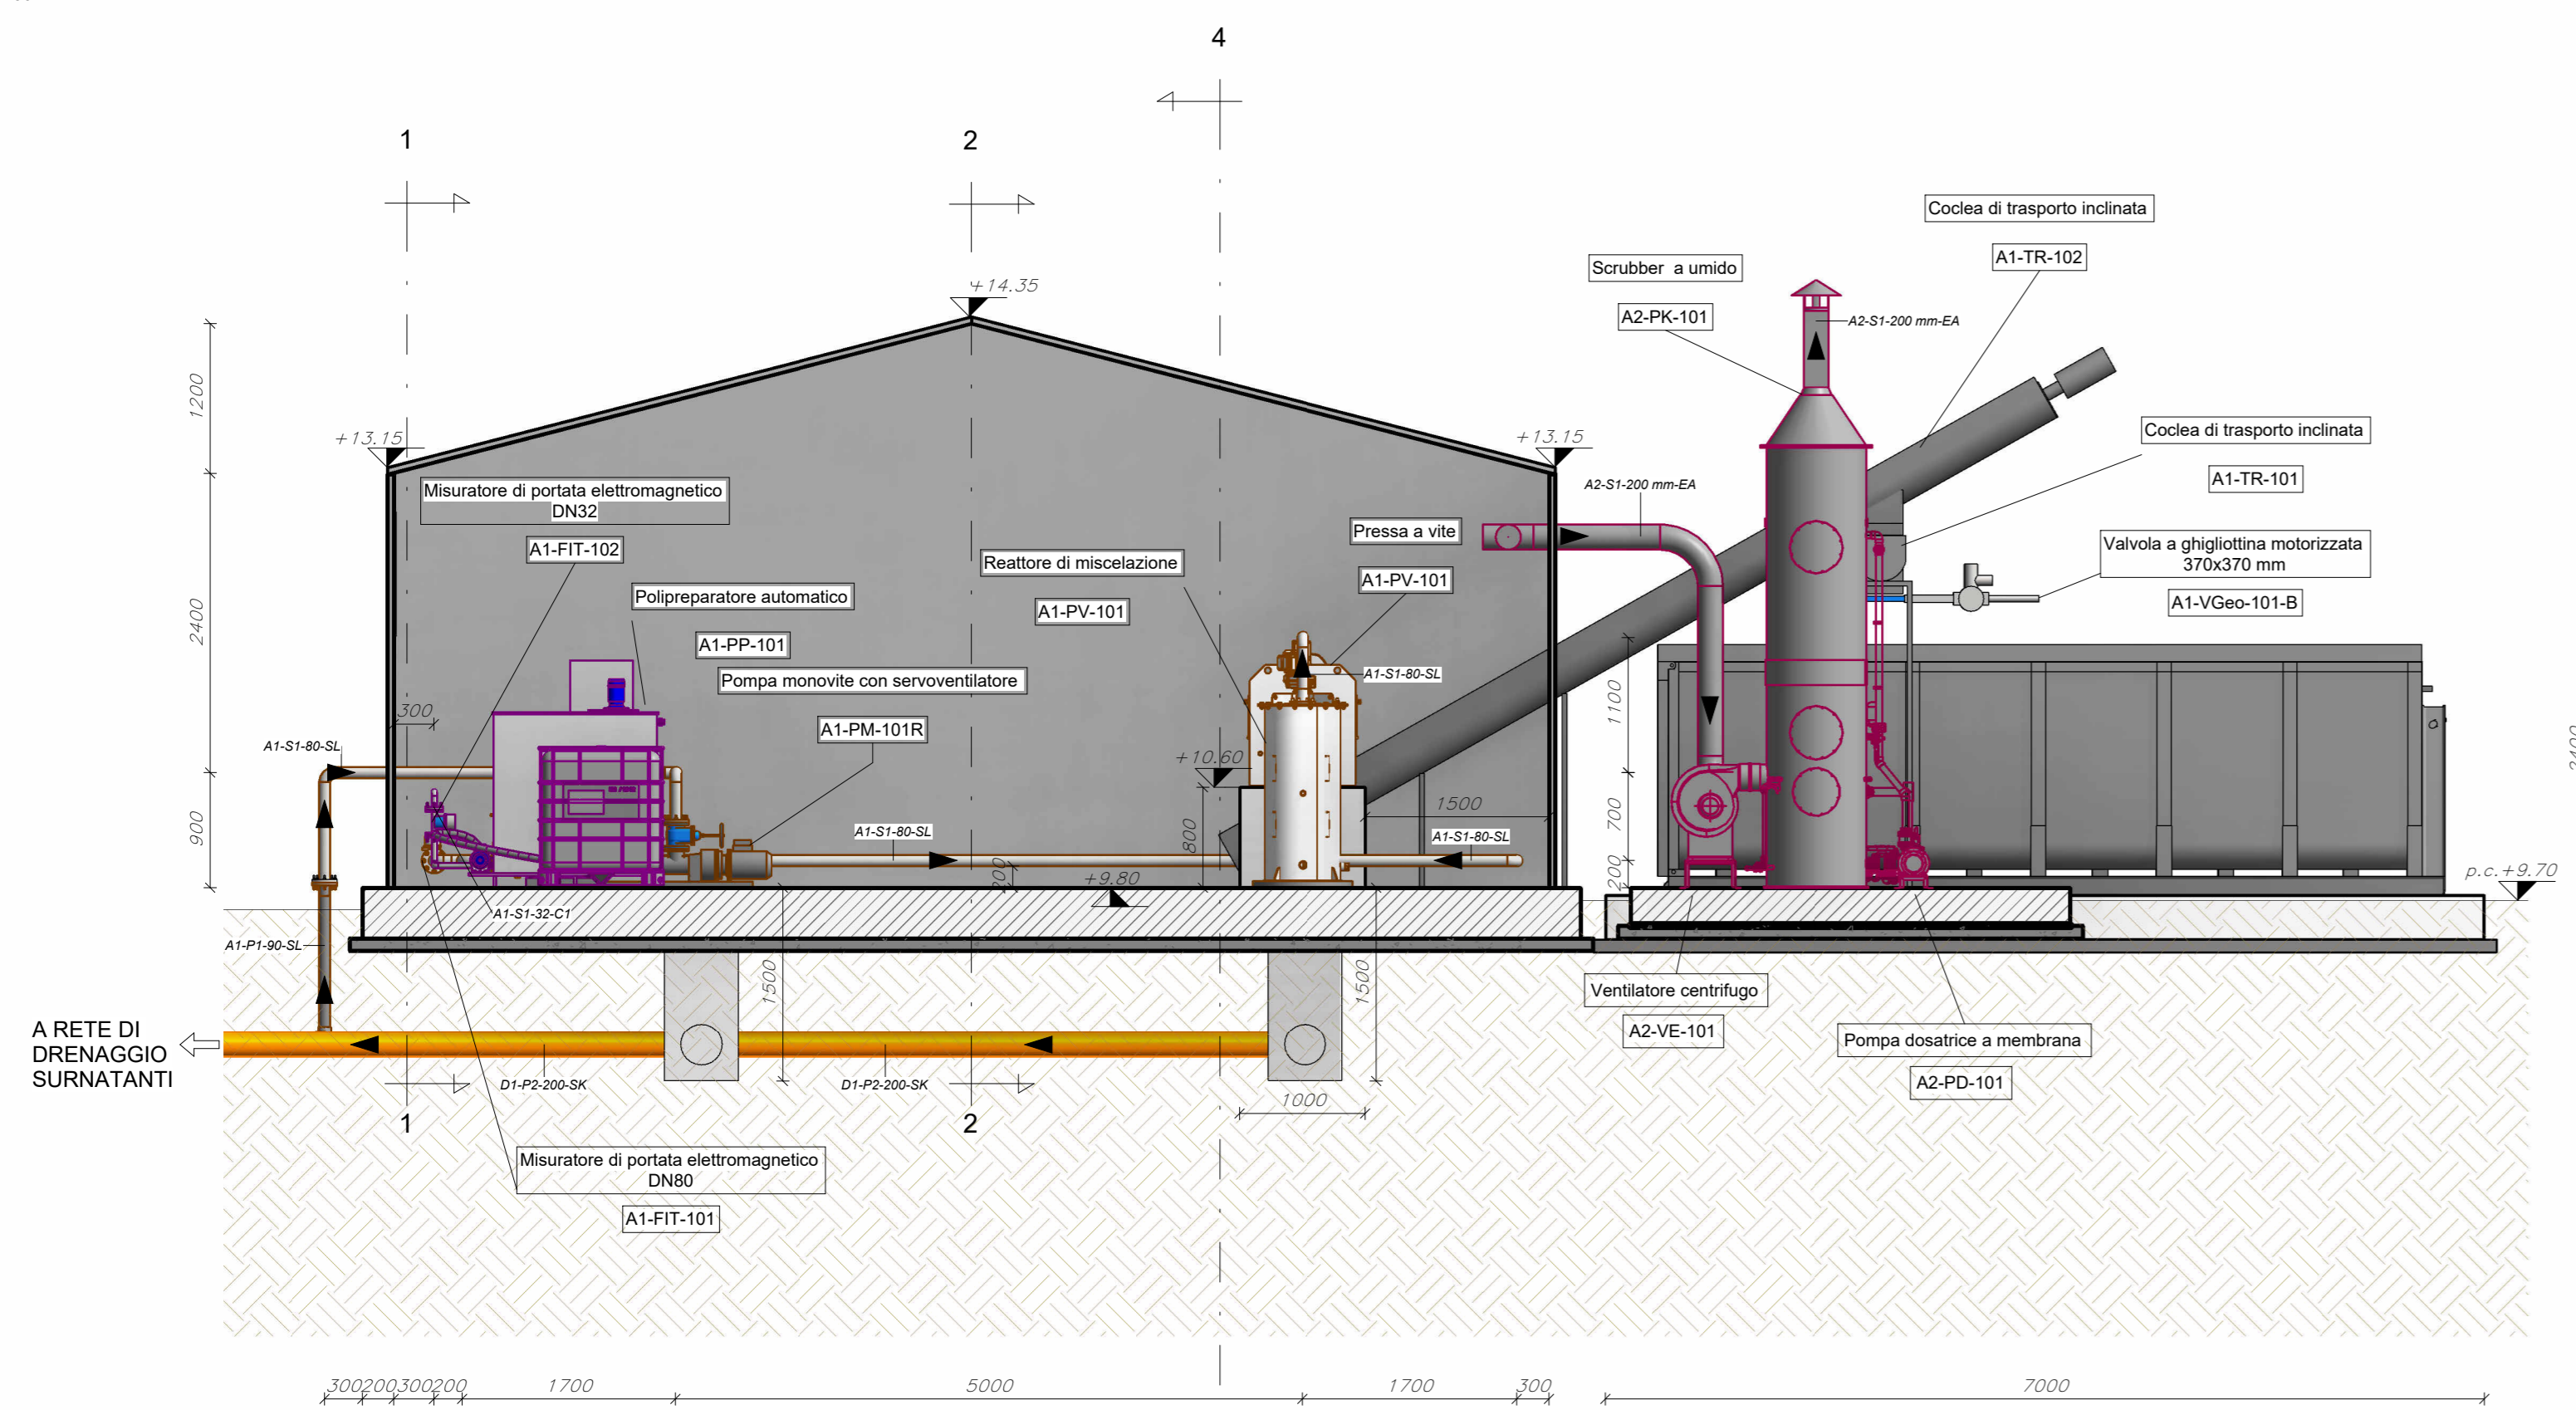 4
1
2
Coclea di trasporto inclinata
A1-TR-102
Scrubber a umido
A2-PK-101
A2-S1-200 mm-EA
+14.35
1200
+13.15
+13.15
Coclea di trasporto inclinata
A1-TR-101
Misuratore di portata elettromagnetico
DN32
A1-FIT-102
A2-S1-200 mm-EA
Pressa a vite
A1-PV-101
Reattore di miscelazione
A1-PV-101
Valvola a ghigliottina motorizzata
370x370 mm
A1-VGeo-101-B
Polipreparatore automatico
A1-PP-101
2400
Pompa monovite con servoventilatore
A1-PM-101R
A1-S1-80-SL
300
A1-S1-80-SL
+10.60
1100
2400
900
A1-S1-80-SL
800
1500
A1-S1-80-SL
700
200
200
+9.80
p.c.+9.70
A1-S1-32-C1
A1-P1-90-SL
1500
1500
Ventilatore centrifugo
A2-VE-101
Pompa dosatrice a membrana
A2-PD-101
A RETE DI
DRENAGGIO
SURNATANTI
D1-P2-200-SK
D1-P2-200-SK
1000
1
2
Misuratore di portata elettromagnetico
DN80
A1-FIT-101
300 200 300 200 1700 5000 1700 300 7000